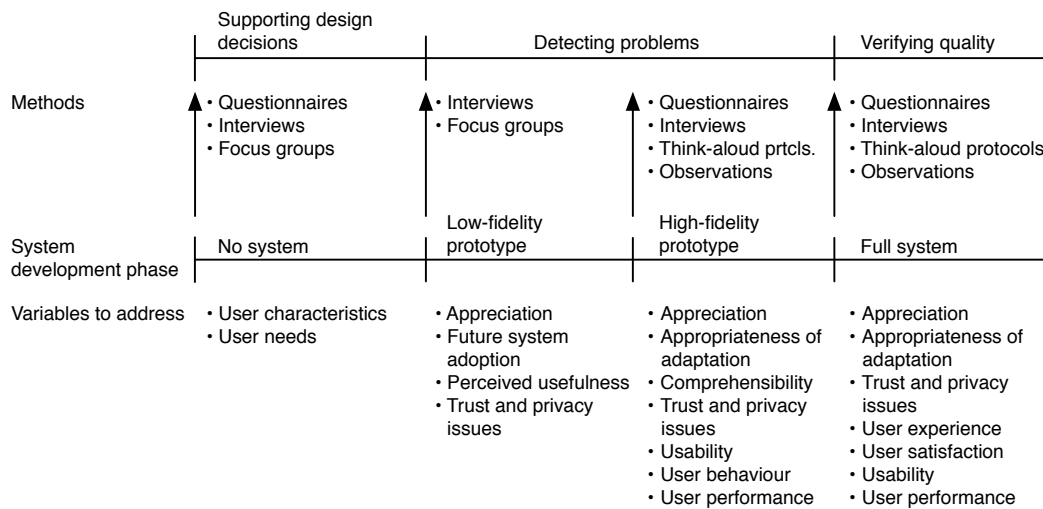 Supporting design
decisions
Detecting problems
Verifying quality
Methods
• Questionnaires
• Interviews
• Focus groups
• Interviews
• Focus groups
• Questionnaires
• Interviews
• Think-aloud prtcls.
• Observations
• Questionnaires
• Interviews
• Think-aloud protocols
• Observations
System
development phase
No system
Low-fidelity
prototype
High-fidelity
prototype
Full system
Variables to address
• User characteristics
• User needs
• Appreciation
• Future system
adoption
• Perceived usefulness
• Trust and privacy
issues
• Appreciation
• Appropriateness of
adaptation
• Comprehensibility
• Trust and privacy
issues
• Usability
• User behaviour
• User performance
• Appreciation
• Appropriateness of
adaptation
• Trust and privacy
issues
• User experience
• User satisfaction
• Usability
• User performance